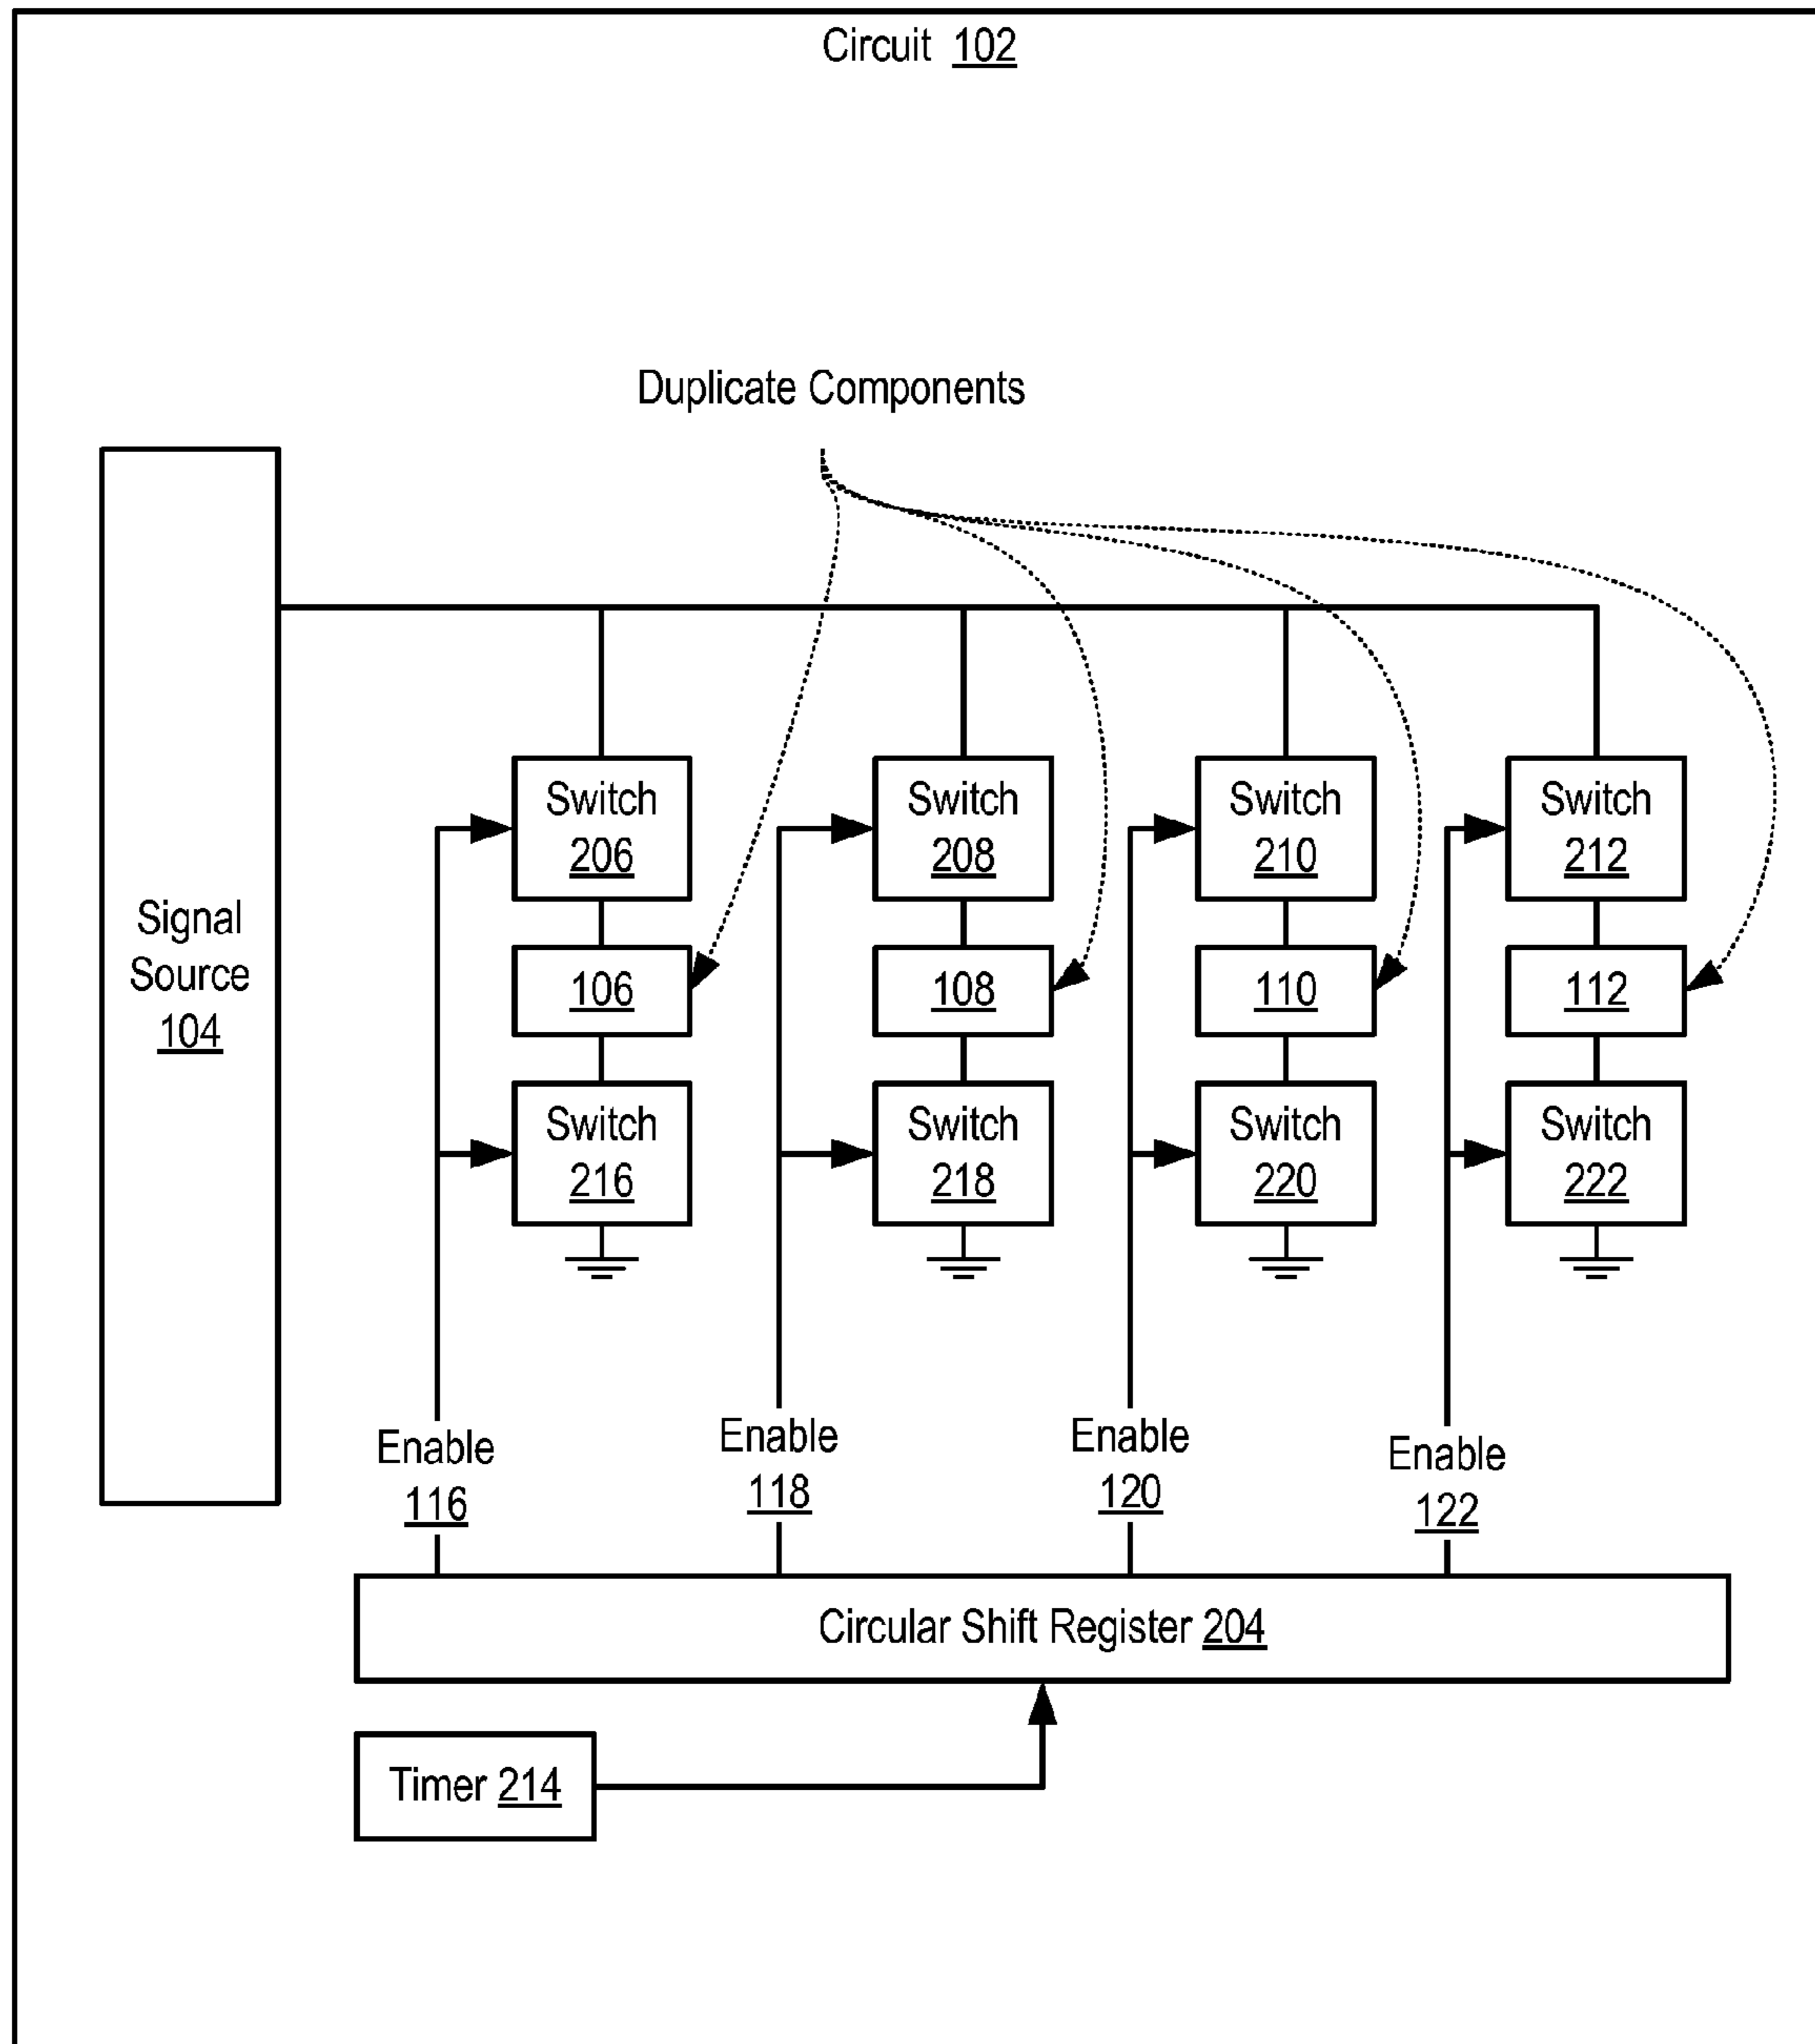 Circuit 102
Duplicate Components
Signal
Source
104
Switch
206
Switch
208
Switch
210
Switch
212
106
108
110
112
Switch
216
Switch
218
Switch
220
Switch
222
Enable
116
Enable
118
Enable
120
Enable
122
Circular Shift Register 204
Timer 214